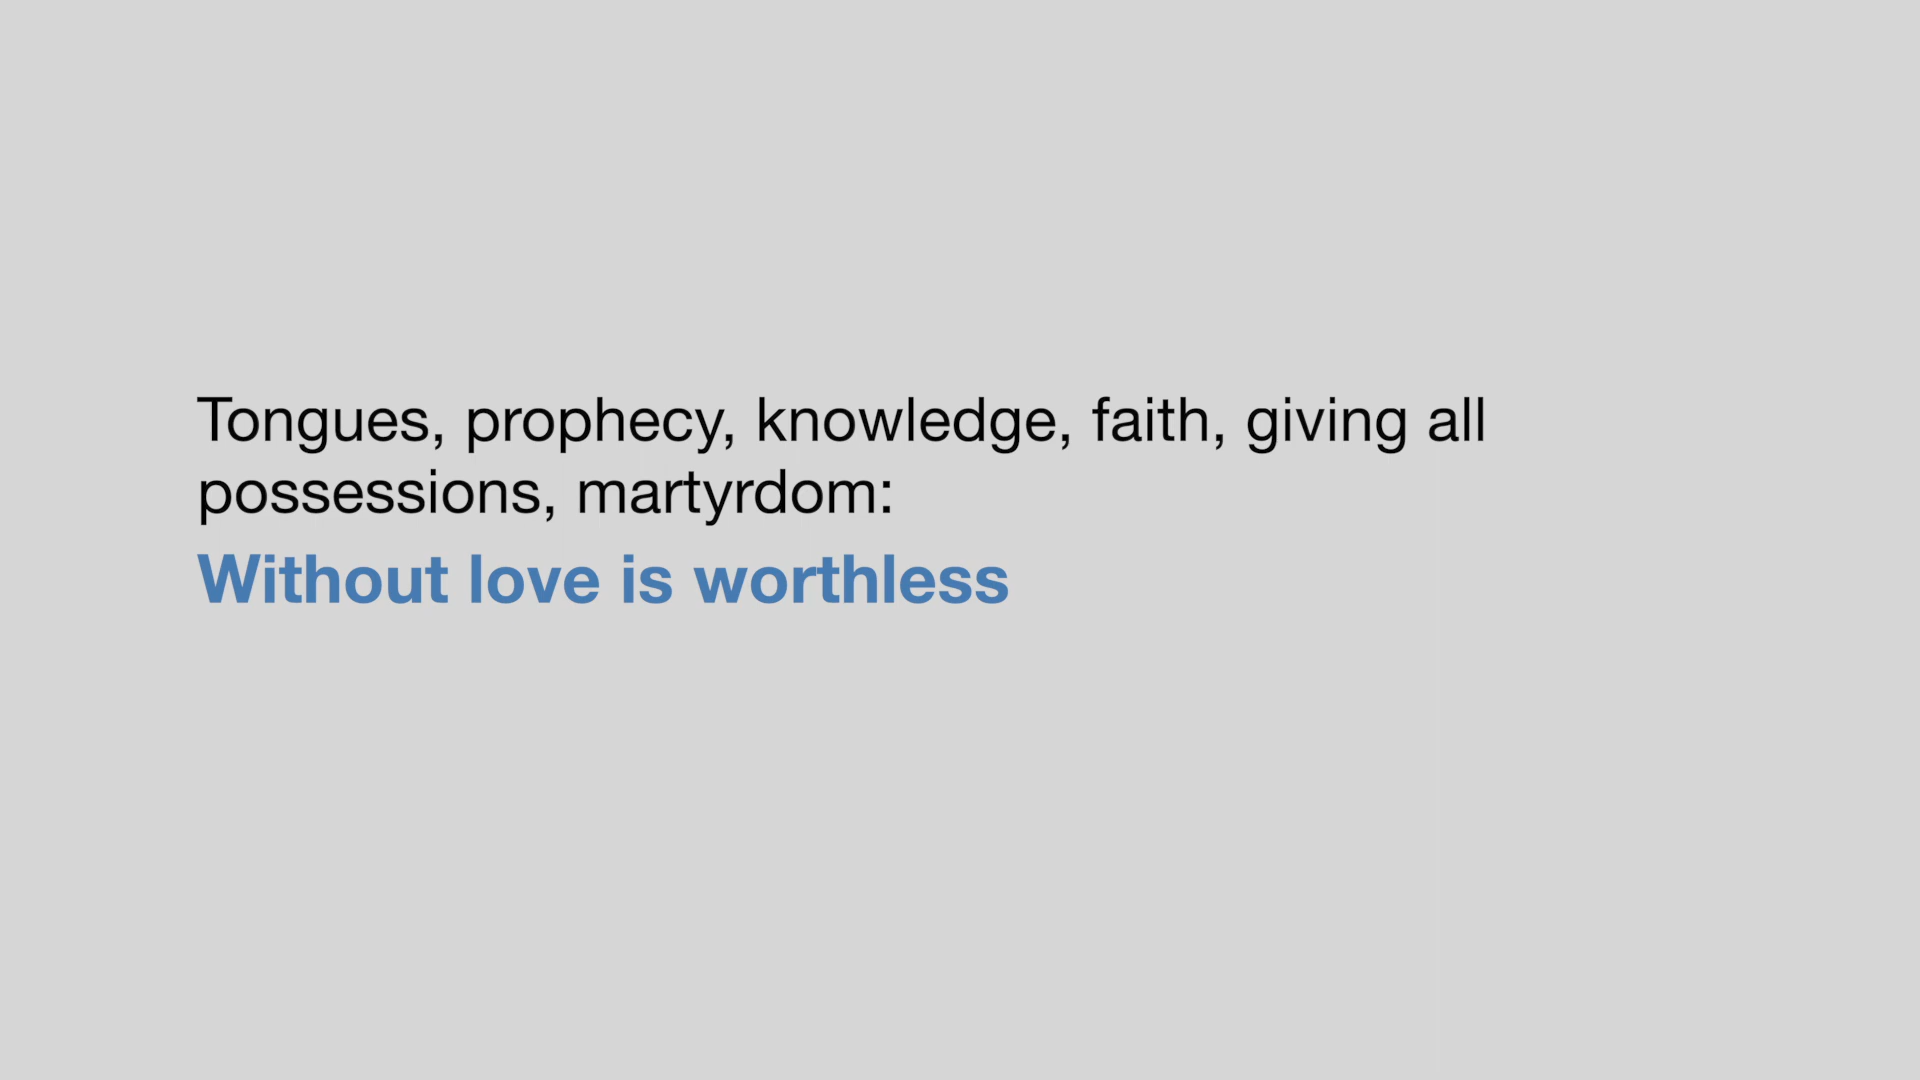 Tongues, prophecy, knowledge, faith, giving all
possessions, martyrdom:
Without love is worthless